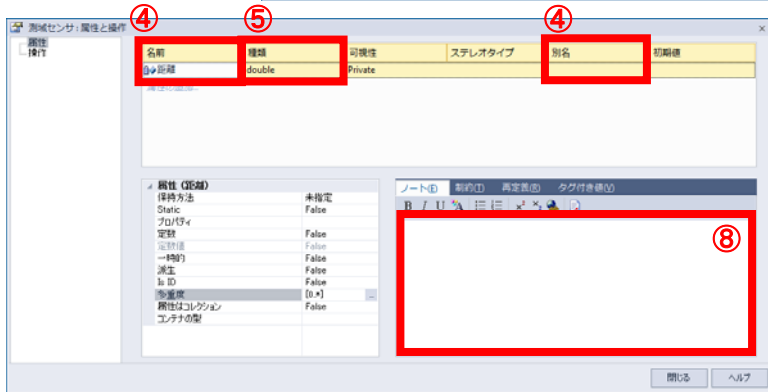 ④ ⑤ ④
測域センサ : 属性と操作 ×
属性
操作
名前 種類 可視性 ステレオタイプ 別名 初期値
距離 double Private
属性の追加...
属性 (距離)
保持方法 未指定
Static False
プロパティ
定数 False
定数値 False
一時的 False
派生 False
Is ID False
多重度 [0..*] ...
属性はコレクション False
コンテナの型
ノート(E) 制約(T) 再定義(R) タグ付き値(V)
B I U A x² x₂
⑧
閉じる ヘルプ